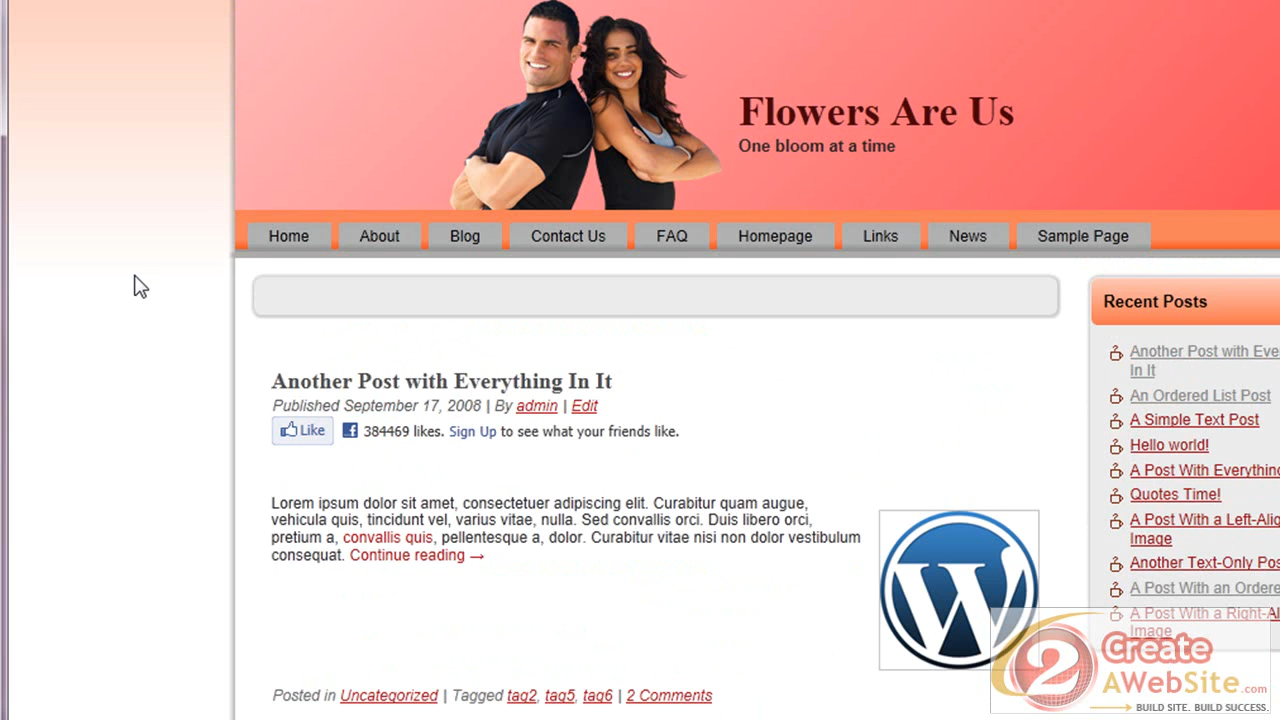 Flowers Are Us
One bloom at a time
Home About Blog Contact Us FAQ Homepage Links News Sample Page
Another Post with Everything In It
Published September 17, 2008 | By admin | Edit
Like 384469 likes. Sign Up to see what your friends like.
Lorem ipsum dolor sit amet, consectetuer adipiscing elit. Curabitur quam augue,
vehicula quis, tincidunt vel, varius vitae, nulla. Sed convallis orci. Duis libero orci,
pretium a, convallis quis, pellentesque a, dolor. Curabitur vitae nisi non dolor vestibulum
consequat. Continue reading →
Posted in Uncategorized | Tagged tag2, tag5, tag6 | 2 Comments
Recent Posts
Another Post with Eve
In It
An Ordered List Post
A Simple Text Post
Hello world!
A Post With Everything
Quotes Time!
A Post With a Left-Alig
Image
Another Text-Only Pos
A Post With an Ordere
A Post With a Right-Al
Image
2 Create
AWebSite.com
BUILD SITE. BUILD SUCCESS.